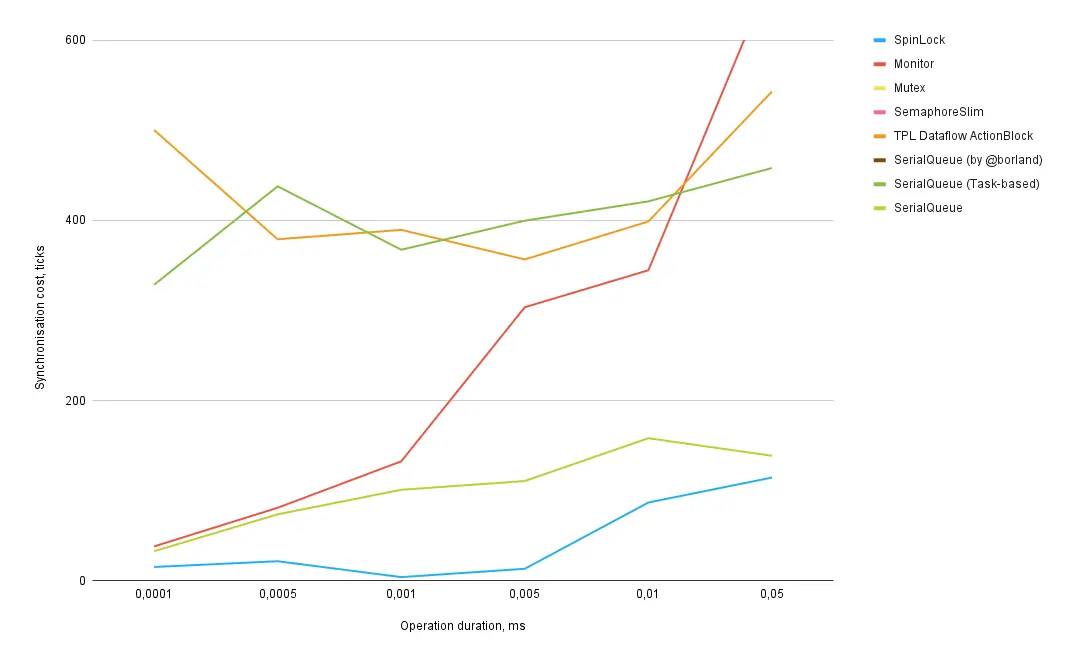 600
400
200
0
Synchronisation cost, ticks
0,0001
0,0005
0,001
0,005
0,01
0,05
Operation duration, ms
SpinLock
Monitor
Mutex
SemaphoreSlim
TPL Dataflow ActionBlock
SerialQueue (by @borland)
SerialQueue (Task-based)
SerialQueue